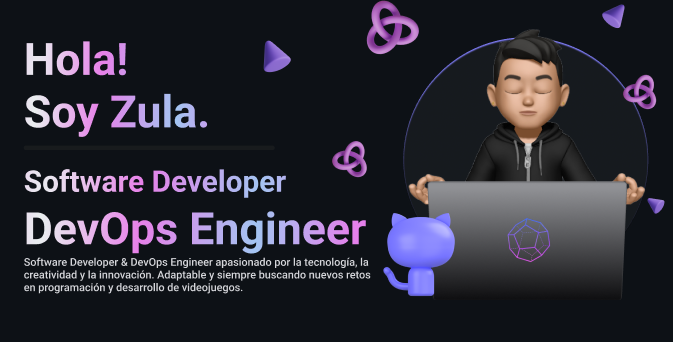 Hola!
Soy Zula.
Software Developer
DevOps Engineer
Software Developer & DevOps Engineer apasionado por la tecnología, la
creatividad y la innovación. Adaptable y siempre buscando nuevos retos
en programación y desarrollo de videojuegos.